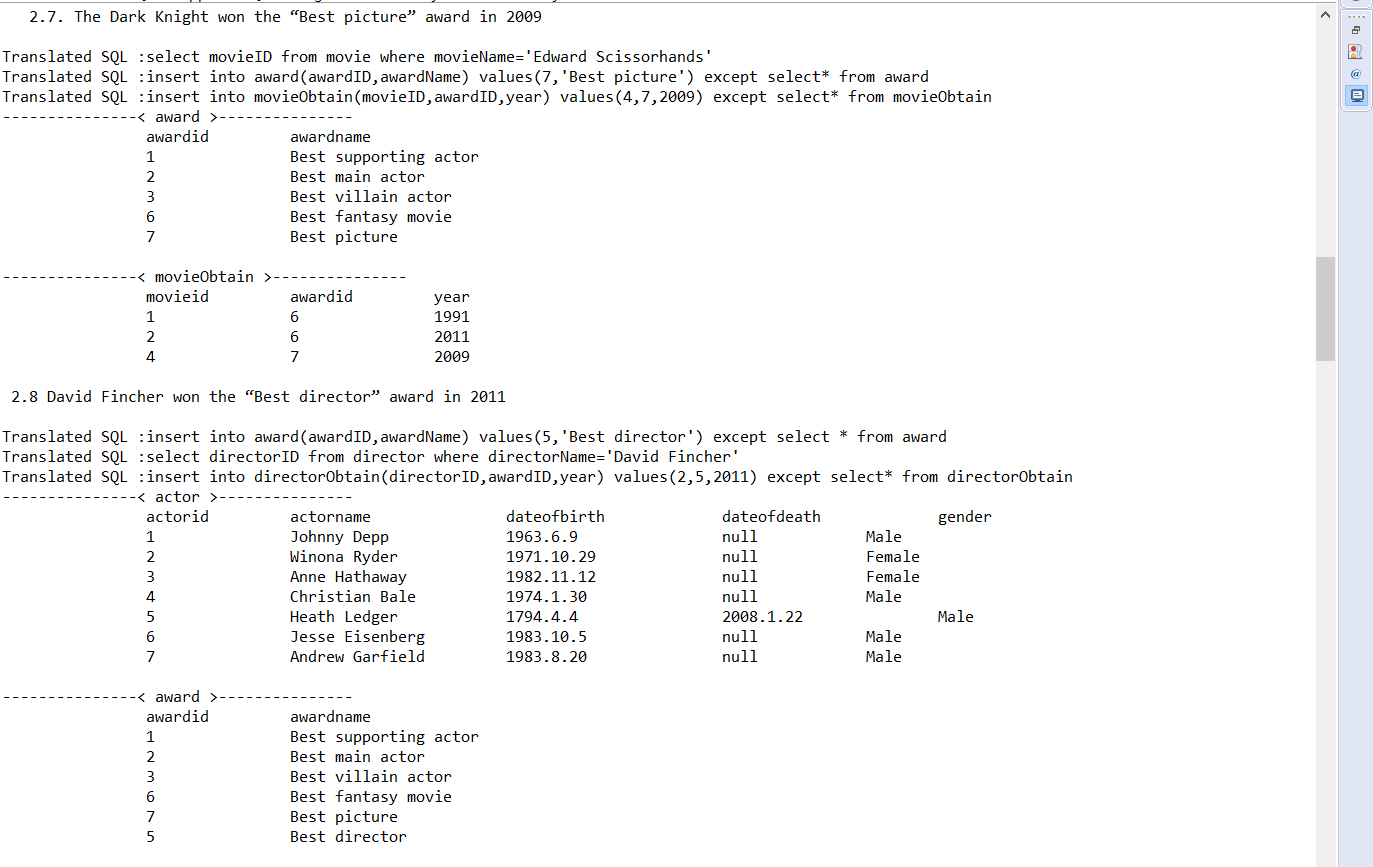 2.7. The Dark Knight won the “Best picture” award in 2009
Translated SQL :select movieID from movie where movieName='Edward Scissorhands'
Translated SQL :insert into award(awardID,awardName) values(7,'Best picture') except select* from award
Translated SQL :insert into movieObtain(movieID,awardID,year) values(4,7,2009) except select* from movieObtain
---------------< award >---------------
awardid awardname
1 Best supporting actor
2 Best main actor
3 Best villain actor
6 Best fantasy movie
7 Best picture
---------------< movieObtain >---------------
movieid awardid year
1 6 1991
2 6 2011
4 7 2009
2.8 David Fincher won the “Best director” award in 2011
Translated SQL :insert into award(awardID,awardName) values(5,'Best director') except select * from award
Translated SQL :select directorID from director where directorName='David Fincher'
Translated SQL :insert into directorObtain(directorID,awardID,year) values(2,5,2011) except select* from directorObtain
---------------< actor >---------------
actorid actorname dateofbirth dateofdeath gender
1 Johnny Depp 1963.6.9 null Male
2 Winona Ryder 1971.10.29 null Female
3 Anne Hathaway 1982.11.12 null Female
4 Christian Bale 1974.1.30 null Male
5 Heath Ledger 1794.4.4 2008.1.22 Male
6 Jesse Eisenberg 1983.10.5 null Male
7 Andrew Garfield 1983.8.20 null Male
---------------< award >---------------
awardid awardname
1 Best supporting actor
2 Best main actor
3 Best villain actor
6 Best fantasy movie
7 Best picture
5 Best director